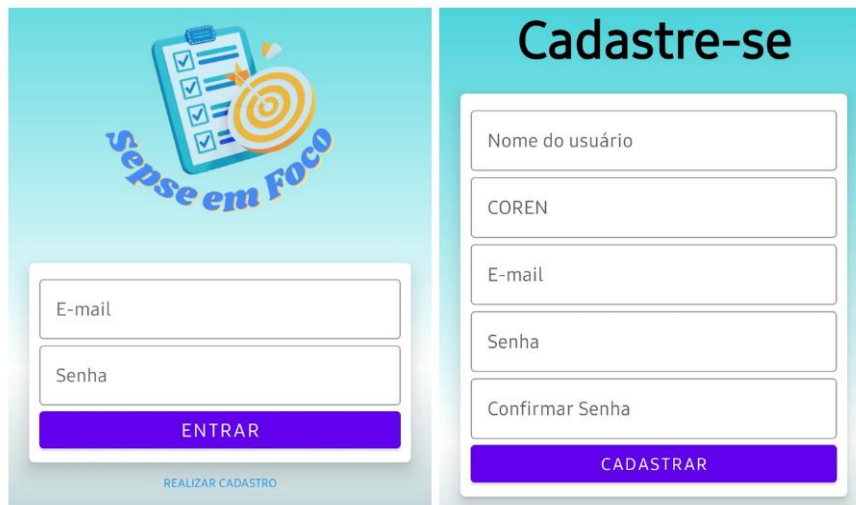 Sepse em Foco
E-mail
Senha
ENTRAR
REALIZAR CADASTRO
Cadastre-se
Nome do usuário
COREN
E-mail
Senha
Confirmar Senha
CADASTRAR